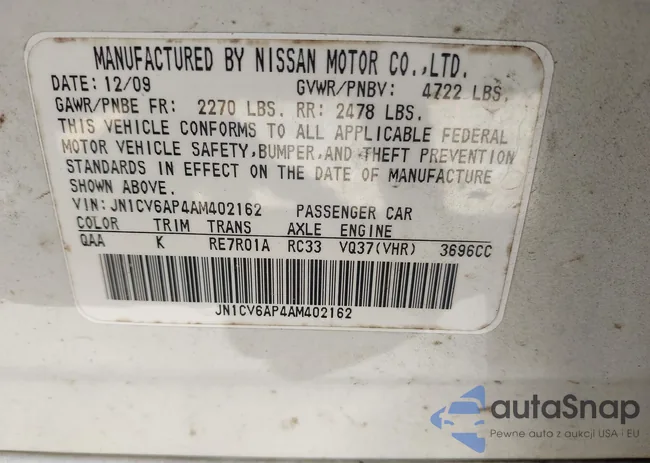 MANUFACTURED BY NISSAN MOTOR CO.,LTD.
DATE: 12/09 GVWR/PNBV: 4722 LBS.
GAWR/PNBE FR: 2270 LBS. RR: 2478 LBS.
THIS VEHICLE CONFORMS TO ALL APPLICABLE FEDERAL
MOTOR VEHICLE SAFETY,BUMPER,AND THEFT PREVENTION
STANDARDS IN EFFECT ON THE DATE OF MANUFACTURE
SHOWN ABOVE.
VIN: JN1CV6AP4AM402162 PASSENGER CAR
COLOR TRIM TRANS AXLE ENGINE
QAA K RE7R01A RC33 VQ37(VHR) 3696CC
JN1CV6AP4AM402162
autaSnap
Pewne auto z aukcji USA i EU